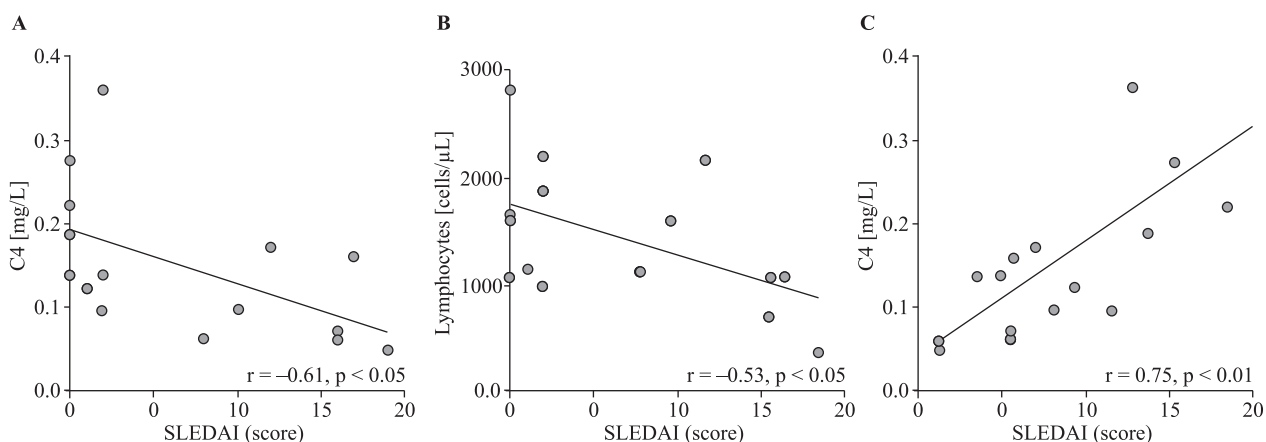 A
0.4
0.3
0.2
0.1
0.0
C4 [mg/L]
r = –0.61, p < 0.05
0 0 10 15 20
SLEDAI (score)
B
3000
2000
1000
0.0
Lymphocytes [cells/µL]
r = –0.53, p < 0.05
0 0 10 15 20
SLEDAI (score)
C
0.4
0.3
0.2
0.1
0.0
C4 [mg/L]
r = 0.75, p < 0.01
0 0 10 15 20
SLEDAI (score)